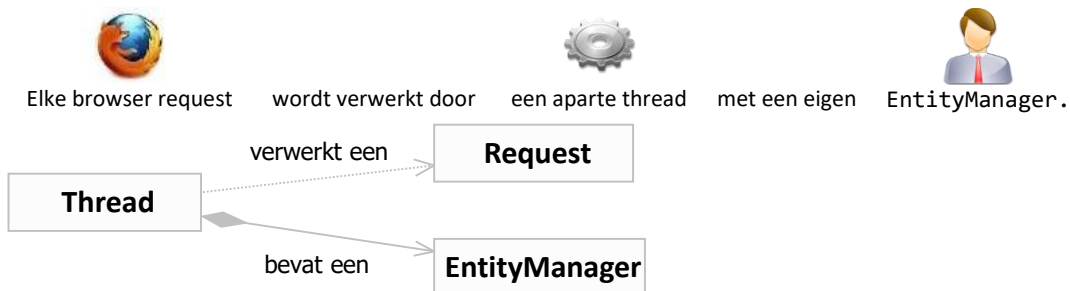 Elke browser request wordt verwerkt door een aparte thread met een eigen EntityManager.
verwerkt een
Request
Thread
bevat een
EntityManager